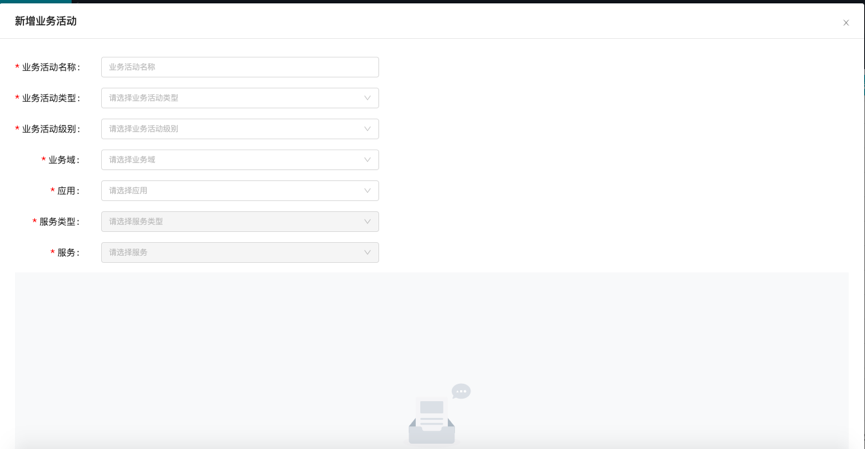 新增业务活动
* 业务活动名称: 业务活动名称
* 业务活动类型: 请选择业务活动类型
* 业务活动级别: 请选择业务活动级别
* 业务域: 请选择业务域
* 应用: 请选择应用
* 服务类型: 请选择服务类型
* 服务: 请选择服务